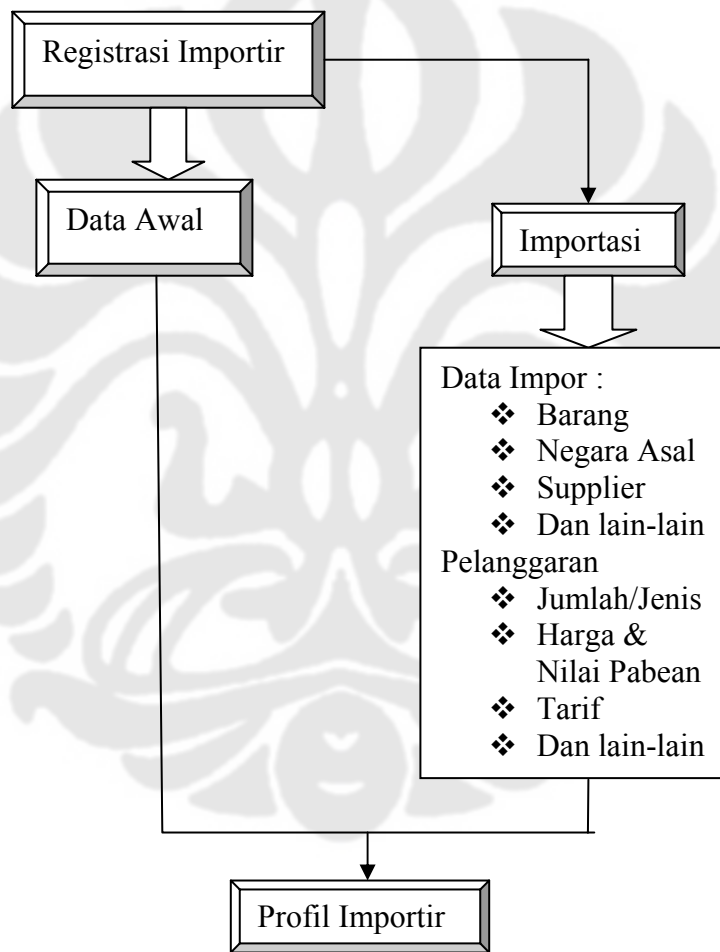 Registrasi Importir
Data Awal
Importasi
Data Impor :
❖ Barang
❖ Negara Asal
❖ Supplier
❖ Dan lain-lain
Pelanggaran
❖ Jumlah/Jenis
❖ Harga &
Nilai Pabean
❖ Tarif
❖ Dan lain-lain
Profil Importir